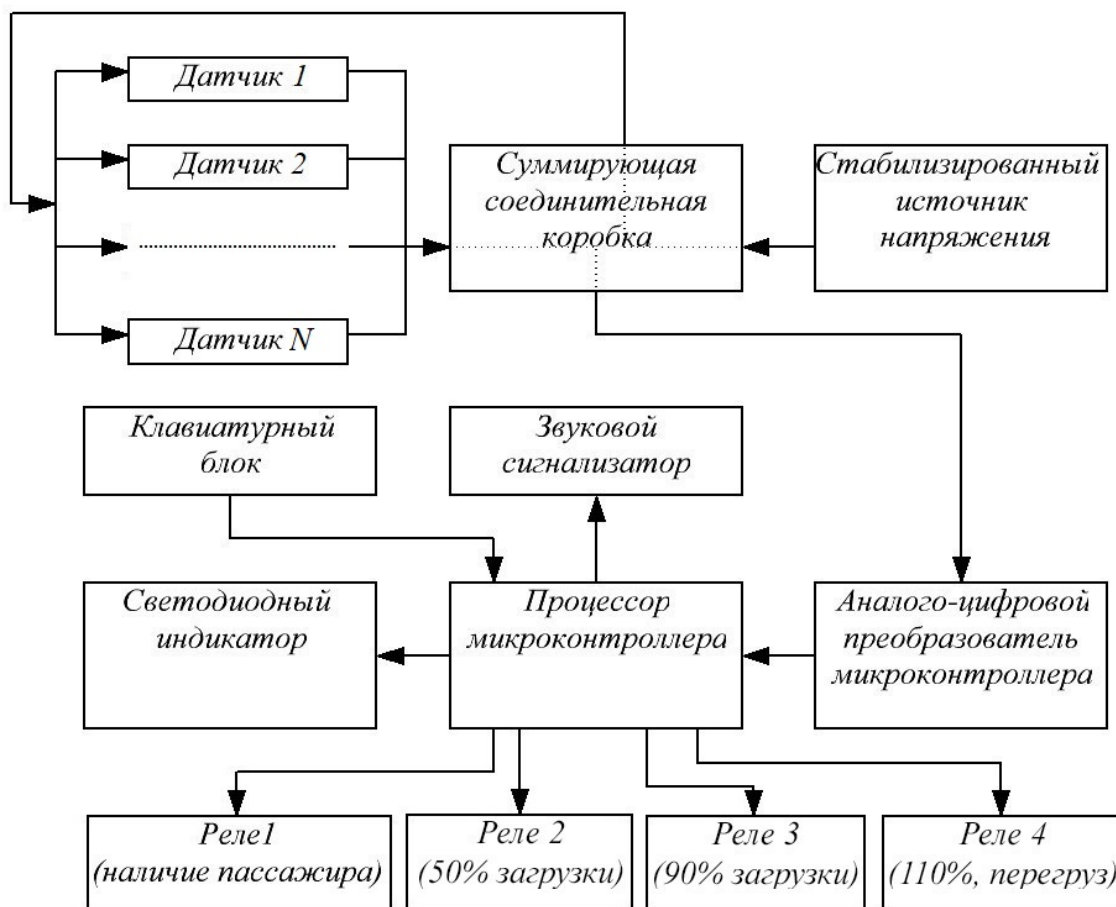 Датчик 1
Датчик 2
Суммирующая
соединительная
коробка
Стабилизированный
источник
напряжения
Датчик N
Клавиатурный
блок
Звуковой
сигнализатор
Светодиодный
индикатор
Процессор
микроконтроллера
Аналого-цифровой
преобразователь
микроконтроллера
Реле1
(наличие пассажира)
Реле 2
(50% загрузки)
Реле 3
(90% загрузки)
Реле 4
(110%, перегруз)